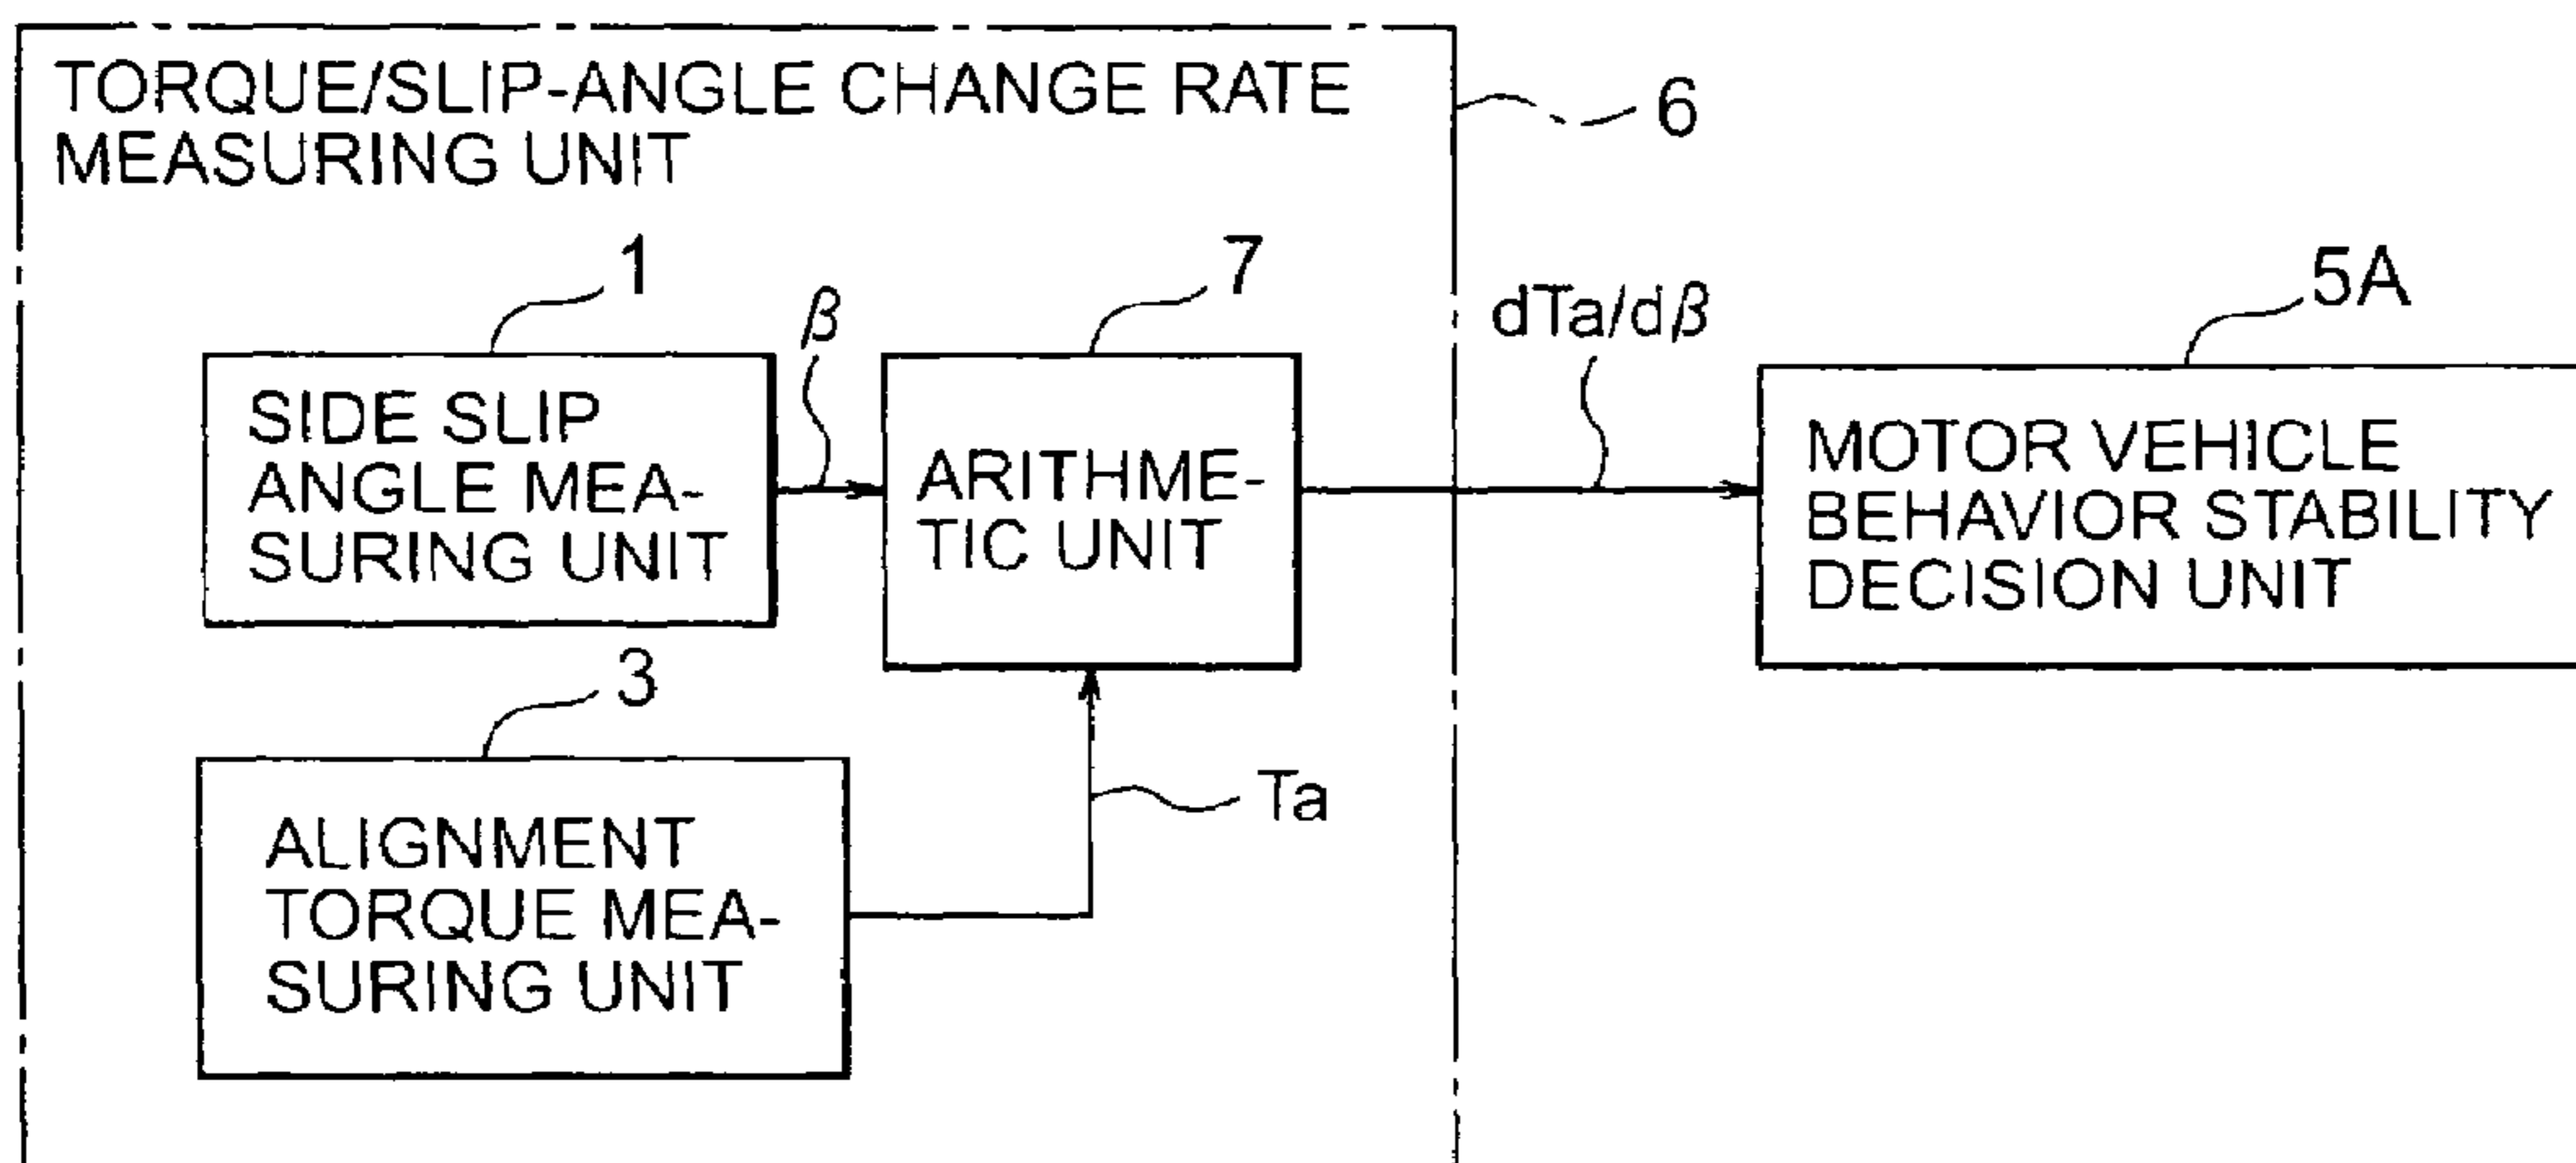 TORQUE/SLIP-ANGLE CHANGE RATE
MEASURING UNIT
6
1
β
7
dTa/dβ
5A
SIDE SLIP
ANGLE MEA-
SURING UNIT
ARITHME-
TIC UNIT
MOTOR VEHICLE
BEHAVIOR STABILITY
DECISION UNIT
3
Ta
ALIGNMENT
TORQUE MEA-
SURING UNIT